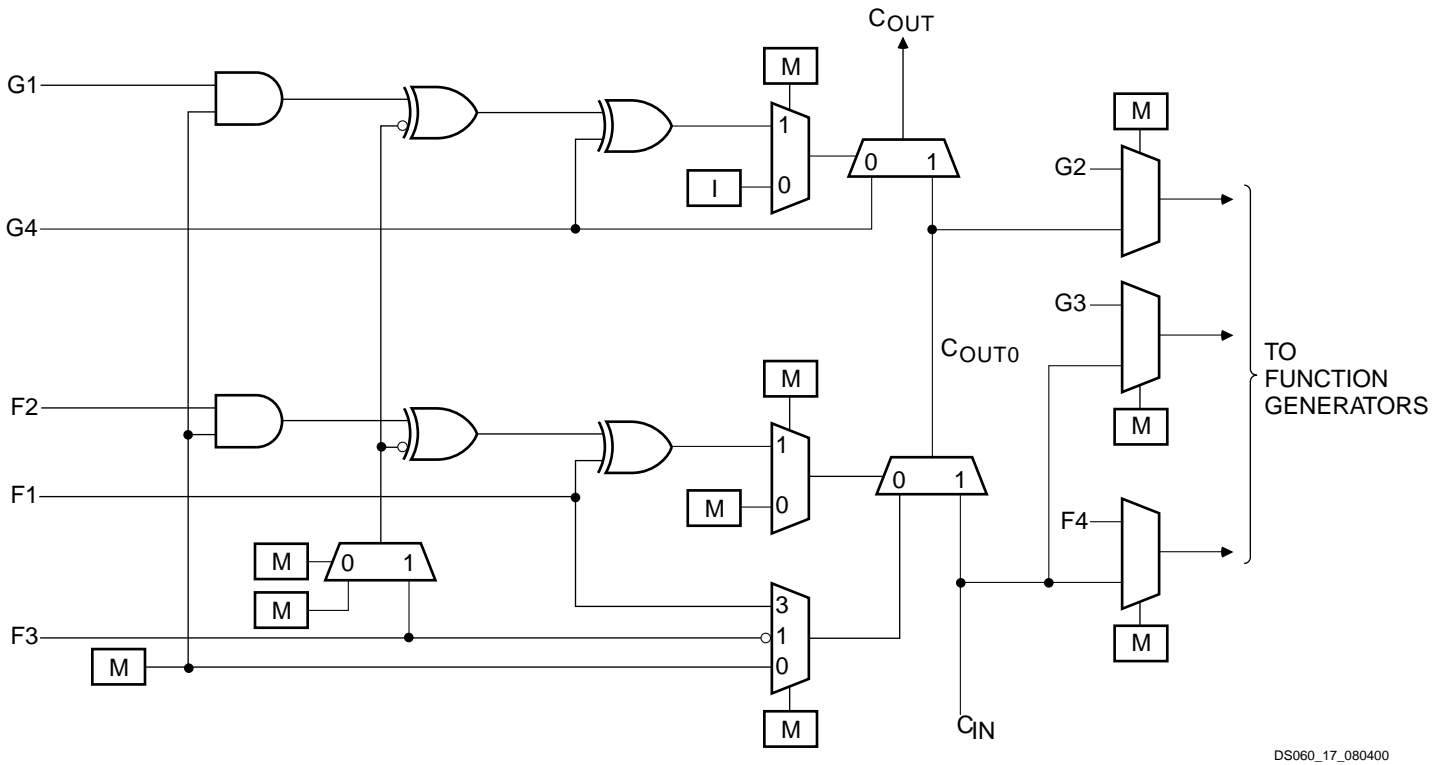 COUT
M
M
G1
1
G2
0 1
I
0
G4
G3
COUT0
TO
FUNCTION
GENERATORS
M
M
F2
1
0 1
F1
M
0
F4
M
0 1
M
3
F3
1
M
0
M
M
CIN
DS060_17_080400